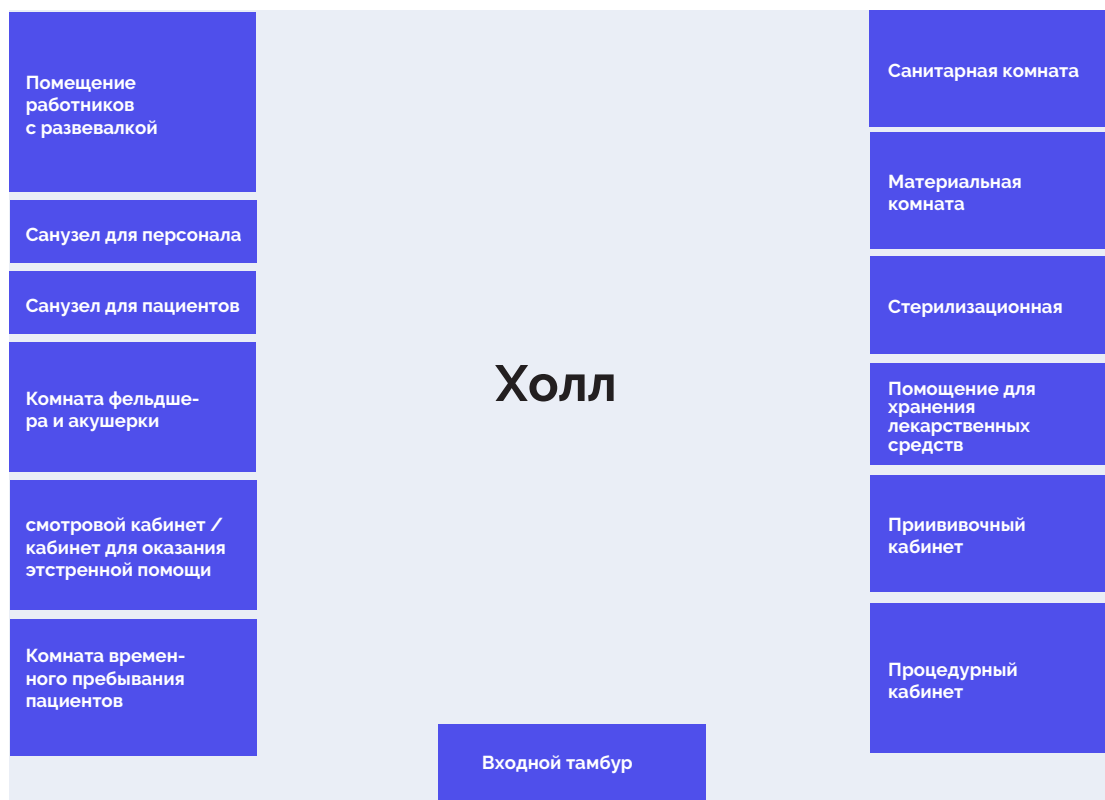 Помещение
работников
с развевалкой
Санузел для персонала
Санузел для пациентов
Комната фельдше-
ра и акушерки
смотровой кабинет /
кабинет для оказания
этстренной помощи
Комната времен-
ного пребывания
пациентов
Холл
Входной тамбур
Санитарная комната
Материальная
комната
Стерилизационная
Помощение для
хранения
лекарственных
средств
Приививочный
кабинет
Процедурный
кабинет